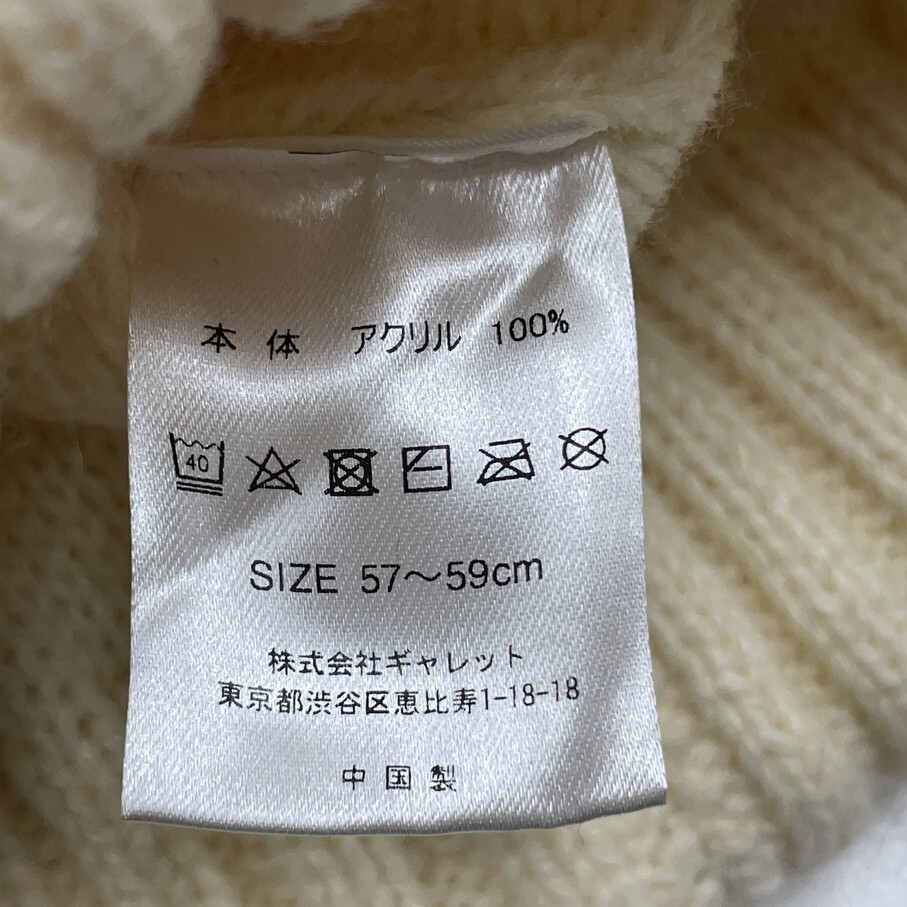 本体 アクリル 100%
40
SIZE 57～59cm
株式会社ギャレット
東京都渋谷区恵比寿1-18-18
中国製